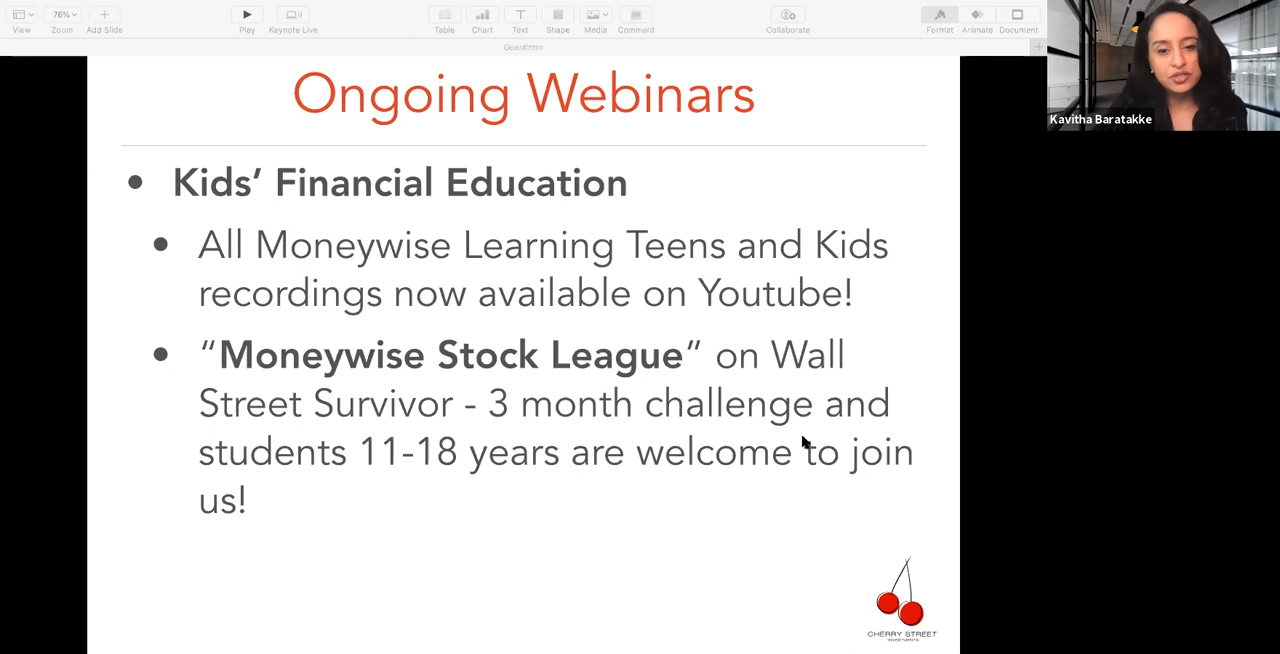 76%
View
Zoom
Add Slide
Play
Keynote Live
Table
Chart
Text
Shape
Media
Comment
Collaborate
Format
Animate
Document
GuestIntro
Kavitha Baratakke
Ongoing Webinars
• Kids’ Financial Education
• All Moneywise Learning Teens and Kids
recordings now available on Youtube!
• “Moneywise Stock League” on Wall
Street Survivor - 3 month challenge and
students 11-18 years are welcome to join
us!
CHERRY STREET
INVESTMENTS